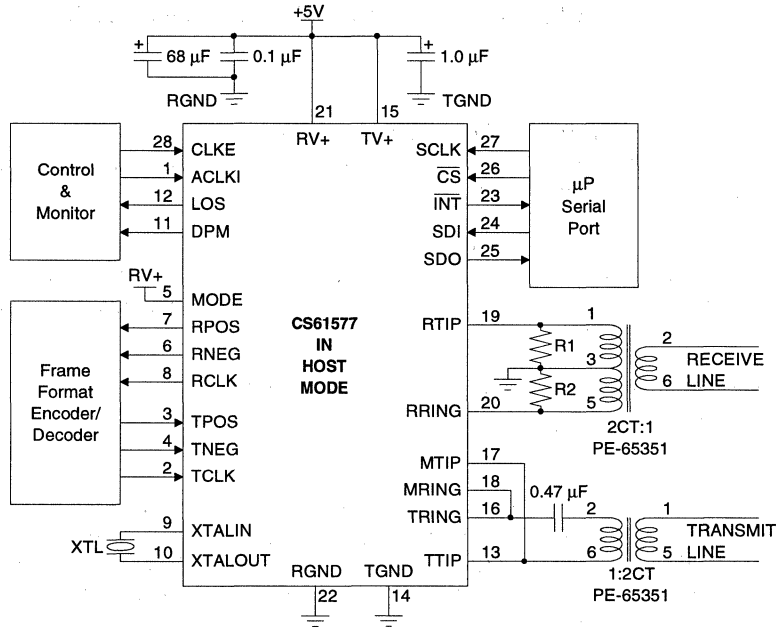 +5V
+ 68 µF 0.1 µF + 1.0 µF
RGND TGND
21 15
RV+ TV+
Control
&
Monitor
28 CLKE
1 ACLKI
12 LOS
11 DPM
SCLK 27
CS 26
INT 23
SDI 24
SDO 25
µP
Serial
Port
RV+
5 MODE
7 RPOS
6 RNEG
8 RCLK
3 TPOS
4 TNEG
2 TCLK
Frame
Format
Encoder/
Decoder
CS61577
IN
HOST
MODE
RTIP 19
RRING 20
R1
R2
1
3
5
2
6
RECEIVE
LINE
2CT:1
PE-65351
MTIP 17
MRING 18
TRING 16
TTIP 13
0.47 µF
2
6
1
5
TRANSMIT
LINE
1:2CT
PE-65351
XTL
9 XTALIN
10 XTALOUT
RGND TGND
22 14